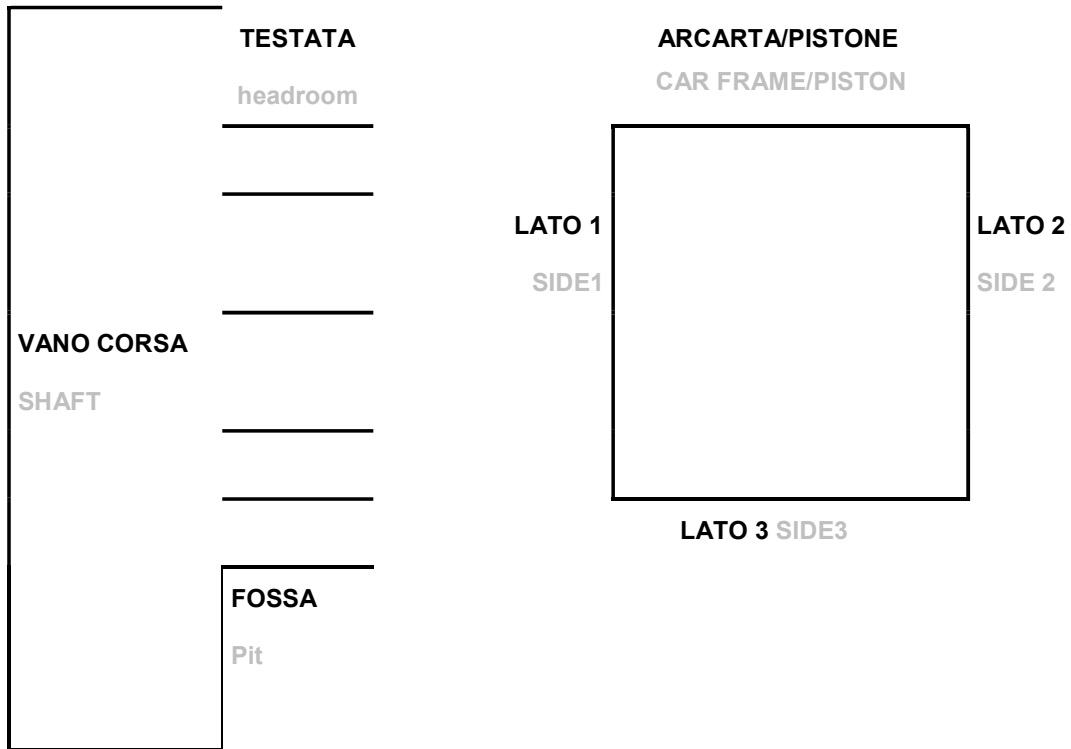 TESTATA
headroom
ARCARTA/PISTONE
CAR FRAME/PISTON
LATO 1
SIDE1
LATO 2
SIDE 2
VANO CORSA
SHAFT
LATO 3 SIDE3
FOSSA
Pit